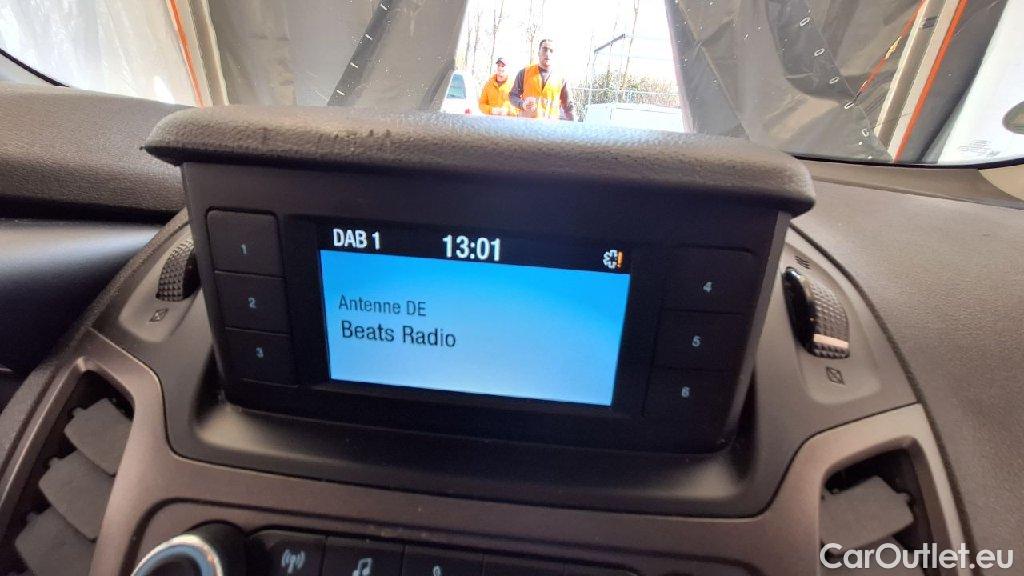 DAB 1 13:01
Antenne DE
Beats Radio
1
2
3
4
5
6
CarOutlet.eu